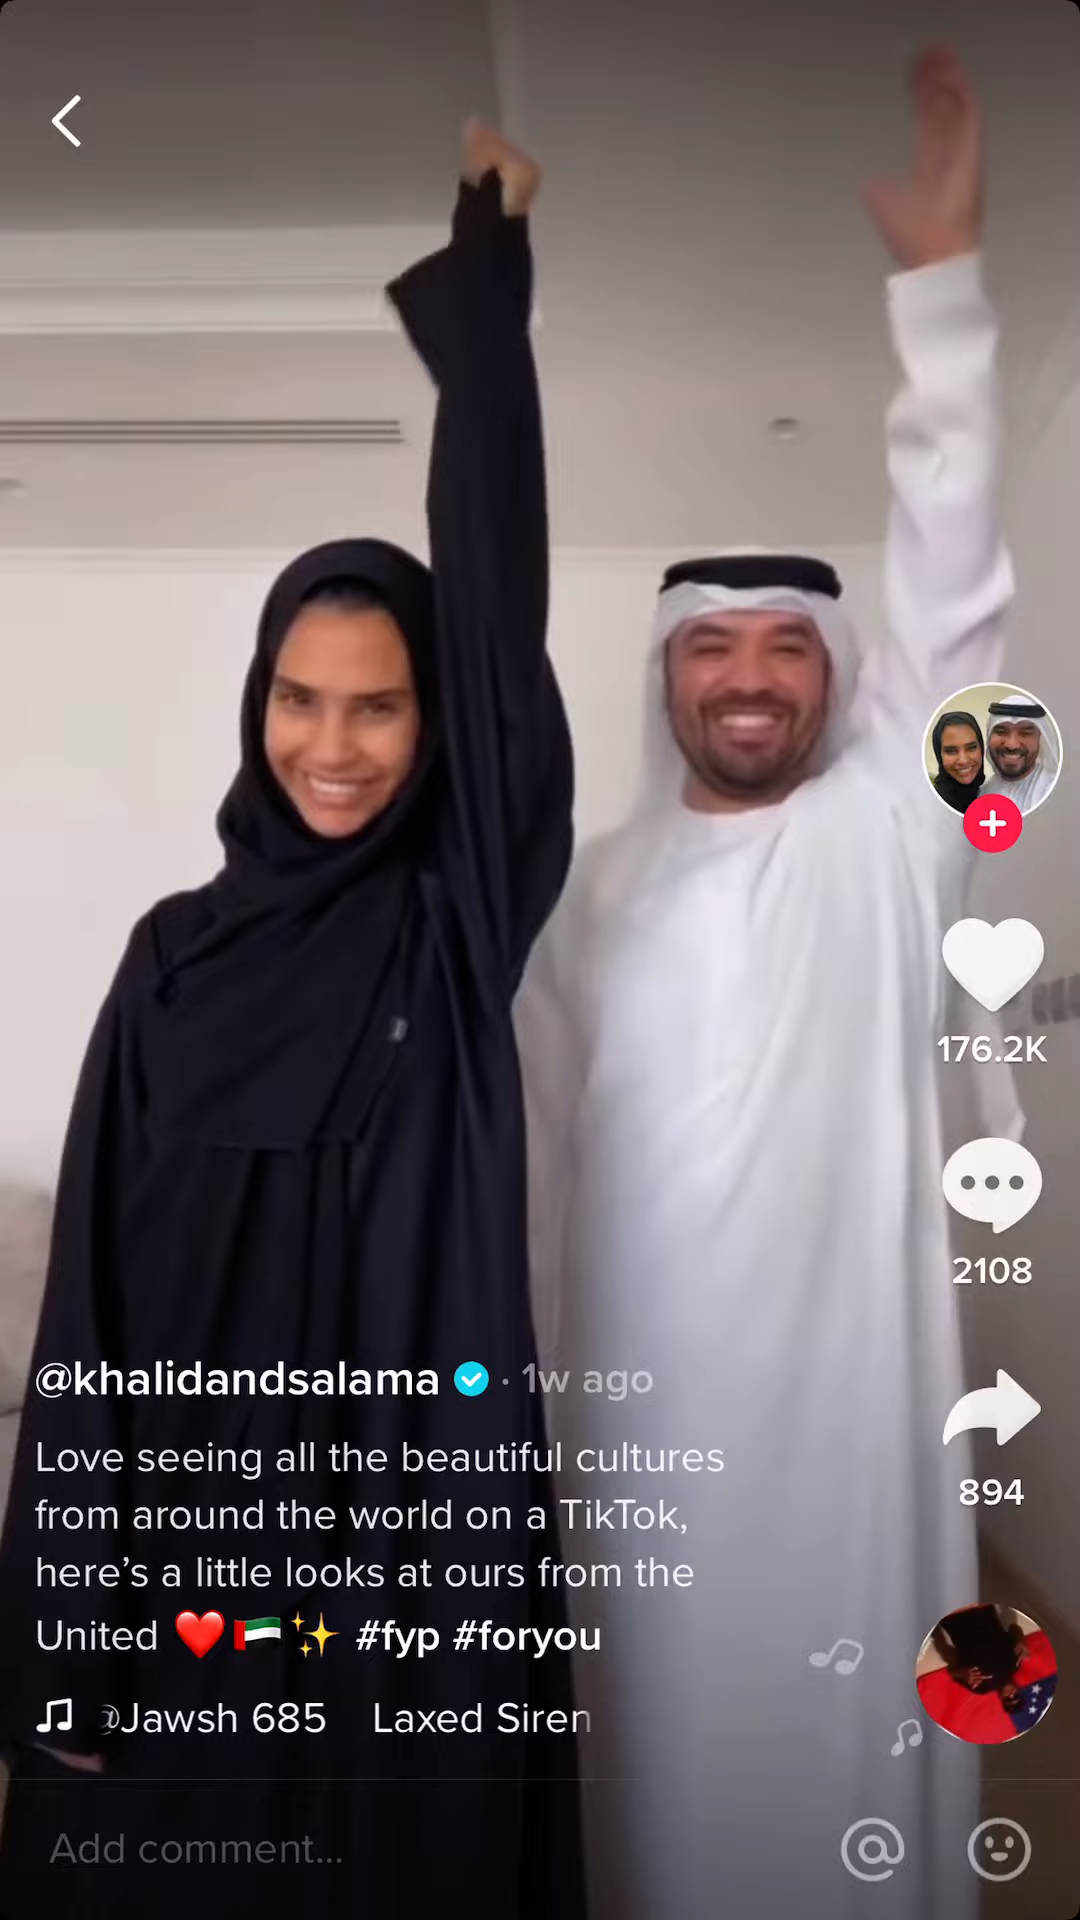 176.2K
2108
894
@khalidandsalama · 1w ago
Love seeing all the beautiful cultures
from around the world on a TikTok,
here's a little looks at ours from the
United ❤️🇦🇪✨ #fyp #foryou
@Jawsh 685 Laxed Siren
Add comment...